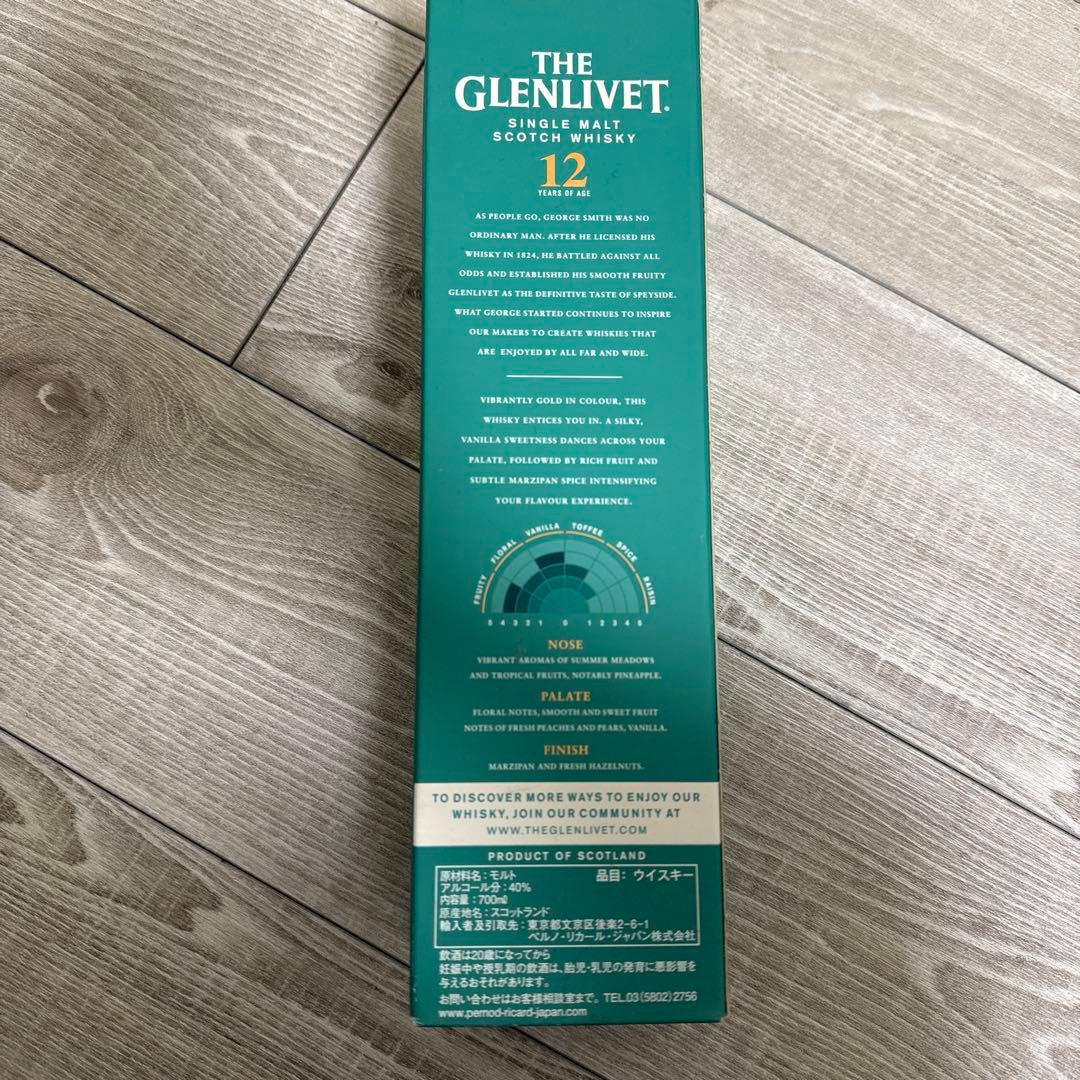 THE
GLENLIVET®
SINGLE MALT
SCOTCH WHISKY
12
YEARS OF AGE
AS PEOPLE GO, GEORGE SMITH WAS NO
ORDINARY MAN. AFTER HE LICENSED HIS
WHISKY IN 1824, HE BATTLED AGAINST ALL
ODDS AND ESTABLISHED HIS SMOOTH FRUITY
GLENLIVET AS THE DEFINITIVE TASTE OF SPEYSIDE.
WHAT GEORGE STARTED CONTINUES TO INSPIRE
OUR MAKERS TO CREATE WHISKIES THAT
ARE ENJOYED BY ALL FAR AND WIDE.
VIBRANTLY GOLD IN COLOUR, THIS
WHISKY ENTICES YOU IN. A SILKY,
VANILLA SWEETNESS DANCES ACROSS YOUR
PALATE, FOLLOWED BY RICH FRUIT AND
SUBTLE MARZIPAN SPICE INTENSIFYING
YOUR FLAVOUR EXPERIENCE.
FRUITY FLORAL VANILLA TOFFEE SPICE RAISIN
5 4 3 2 1 0 1 2 3 4 5
NOSE
VIBRANT AROMAS OF SUMMER MEADOWS
AND TROPICAL FRUITS, NOTABLY PINEAPPLE.
PALATE
FLORAL NOTES, SMOOTH AND SWEET FRUIT
NOTES OF FRESH PEACHES AND PEARS, VANILLA.
FINISH
MARZIPAN AND FRESH HAZELNUTS.
TO DISCOVER MORE WAYS TO ENJOY OUR
WHISKY, JOIN OUR COMMUNITY AT
WWW.THEGLENLIVET.COM
PRODUCT OF SCOTLAND
原材料名：モルト 品目：ウイスキー
アルコール分：40%
内容量：700㎖
原産地名：スコットランド
輸入者及引取先：東京都文京区後楽2-6-1
ペルノ・リカール・ジャパン株式会社
飲酒は20歳になってから
妊娠中や授乳期の飲酒は、胎児・乳児の発育に悪影響を
与えるおそれがあります。
お問い合わせはお客様相談室まで。TEL.03(5802)2756
www.pernod-ricard-japan.com